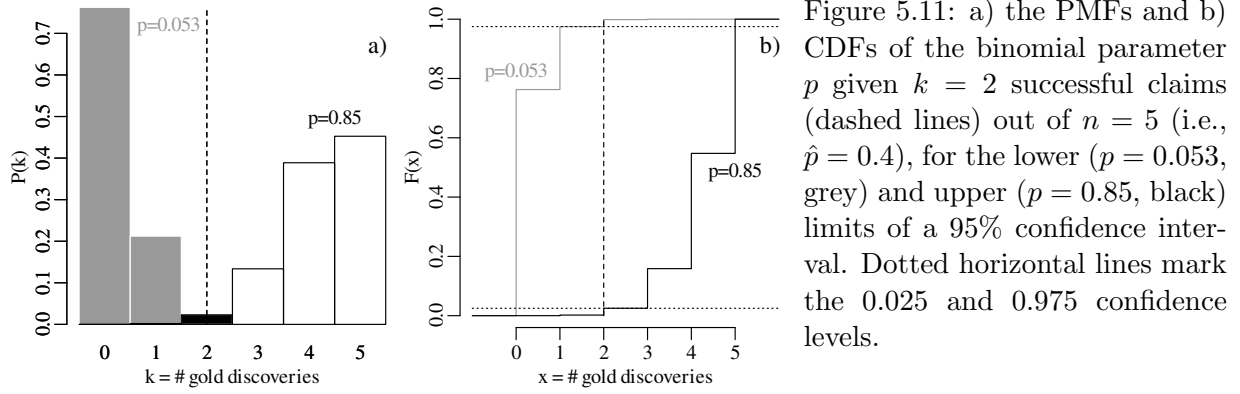 0.0 0.1 0.2 0.3 0.4 0.5 0.6 0.7
P(k)
p=0.053
a)
p=0.85
0 1 2 3 4 5
k = # gold discoveries
0.0 0.2 0.4 0.6 0.8 1.0
F(x)
b)
p=0.053
p=0.85
0 1 2 3 4 5
x = # gold discoveries
Figure 5.11: a) the PMFs and b)
CDFs of the binomial parameter
p given k = 2 successful claims
(dashed lines) out of n = 5 (i.e.,
p̂ = 0.4), for the lower (p = 0.053,
grey) and upper (p = 0.85, black)
limits of a 95% confidence inter-
val. Dotted horizontal lines mark
the 0.025 and 0.975 confidence
levels.